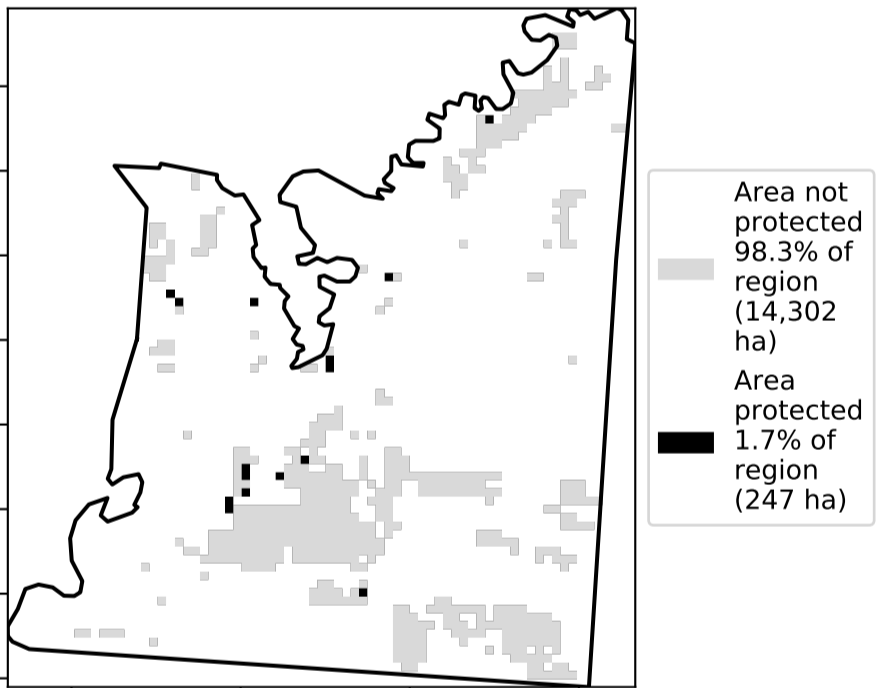 Area not
protected
98.3% of
region
(14,302
ha)
Area
protected
1.7% of
region
(247 ha)